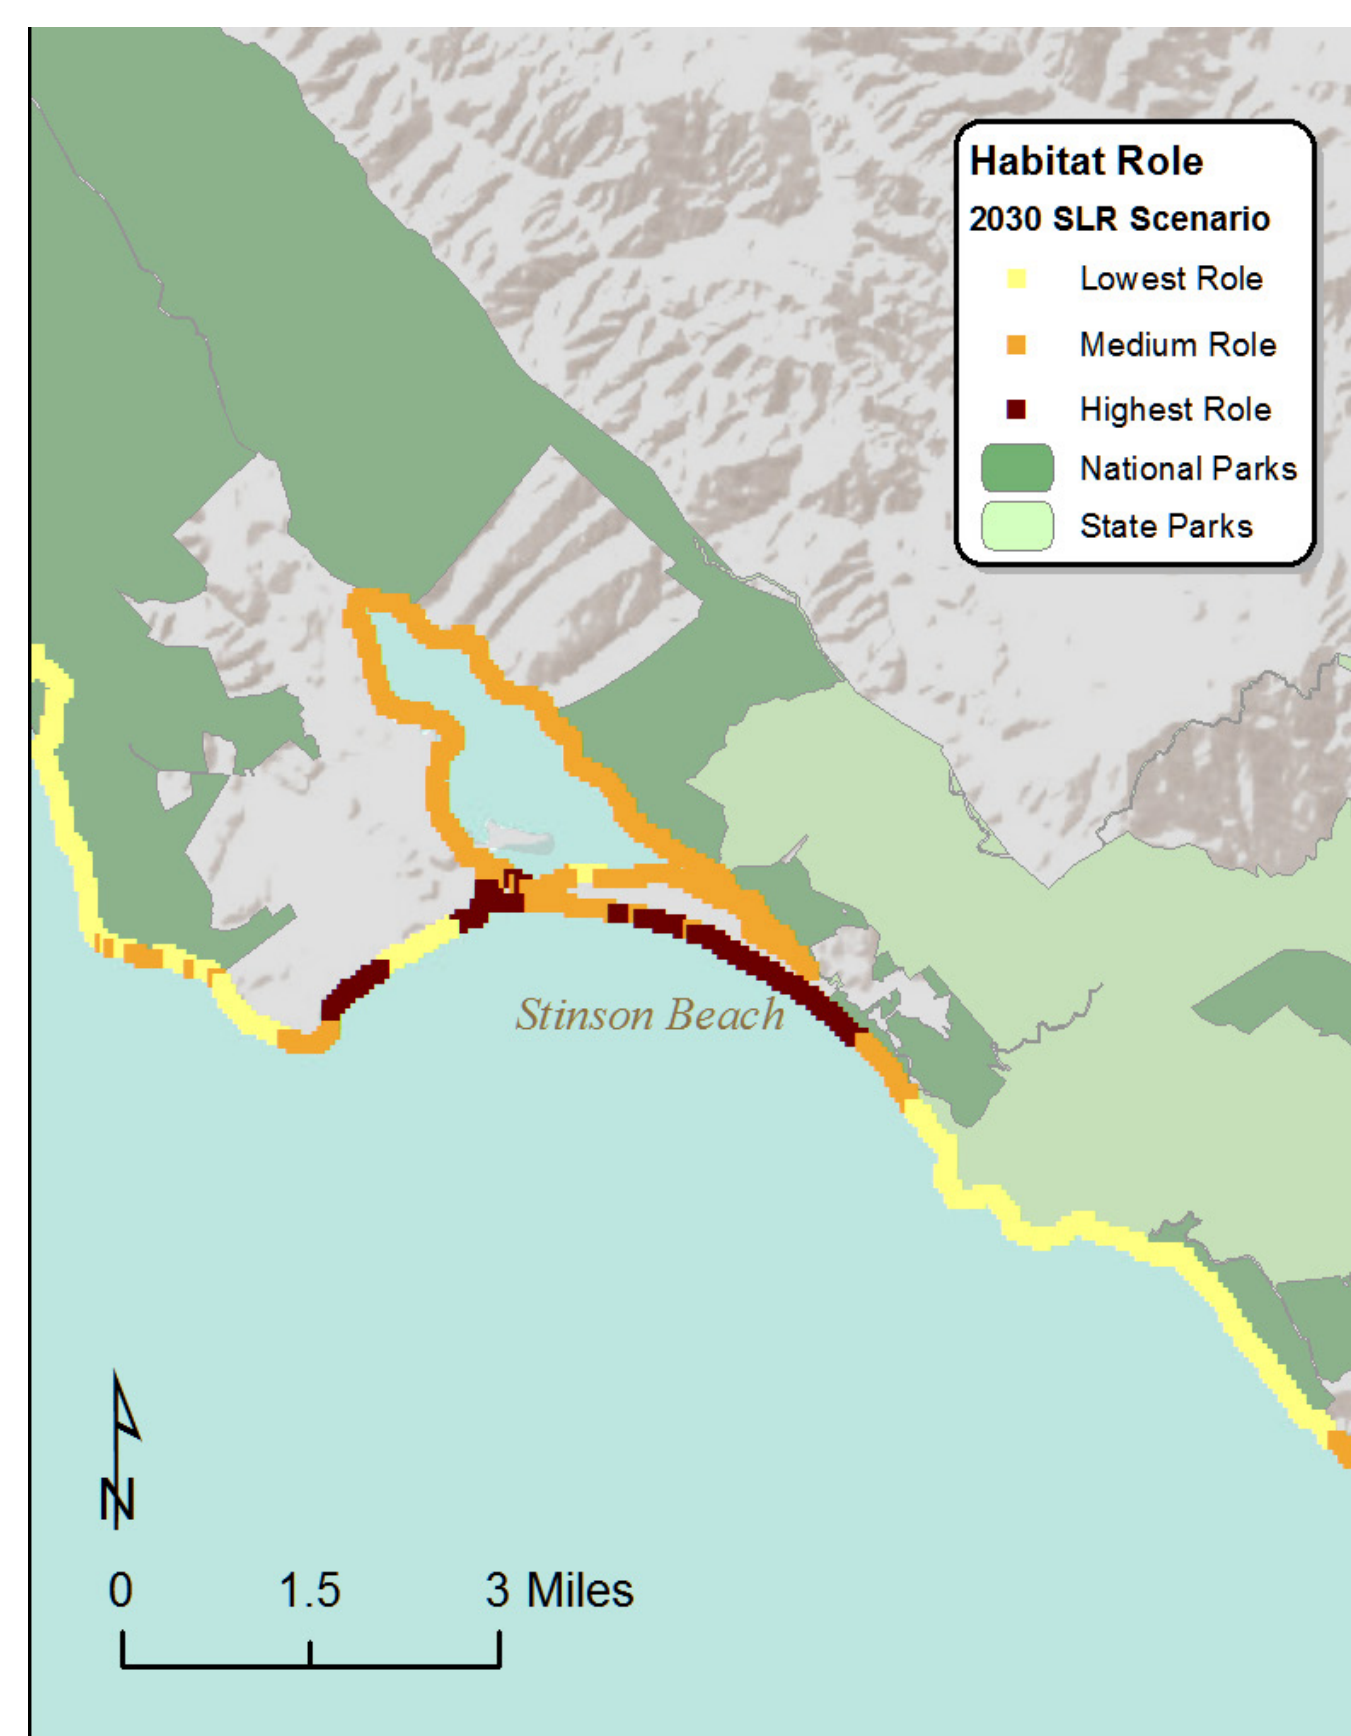 Habitat Role
2030 SLR Scenario
Lowest Role
Medium Role
Highest Role
National Parks
State Parks
Stinson Beach
N
0 1.5 3 Miles